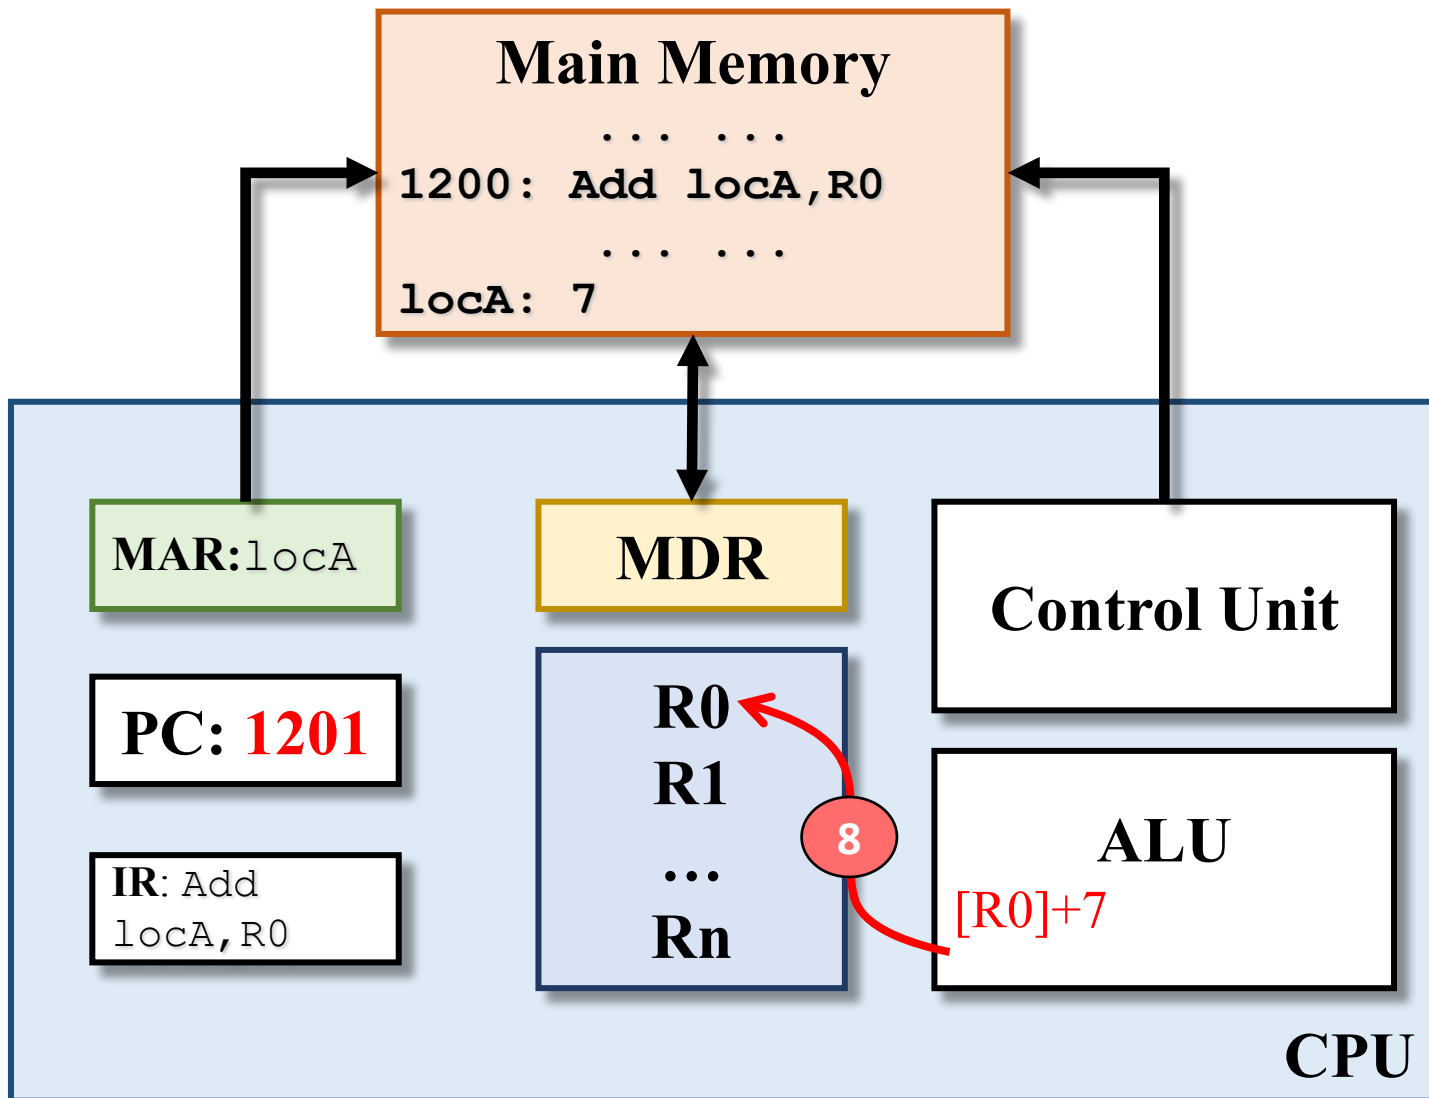 Main Memory
... ...
1200: Add locA,R0
... ...
locA: 7
MAR:locA
MDR
Control Unit
PC: 1201
R0
R1
...
Rn
8
ALU
[R0]+7
IR: Add
locA,R0
CPU